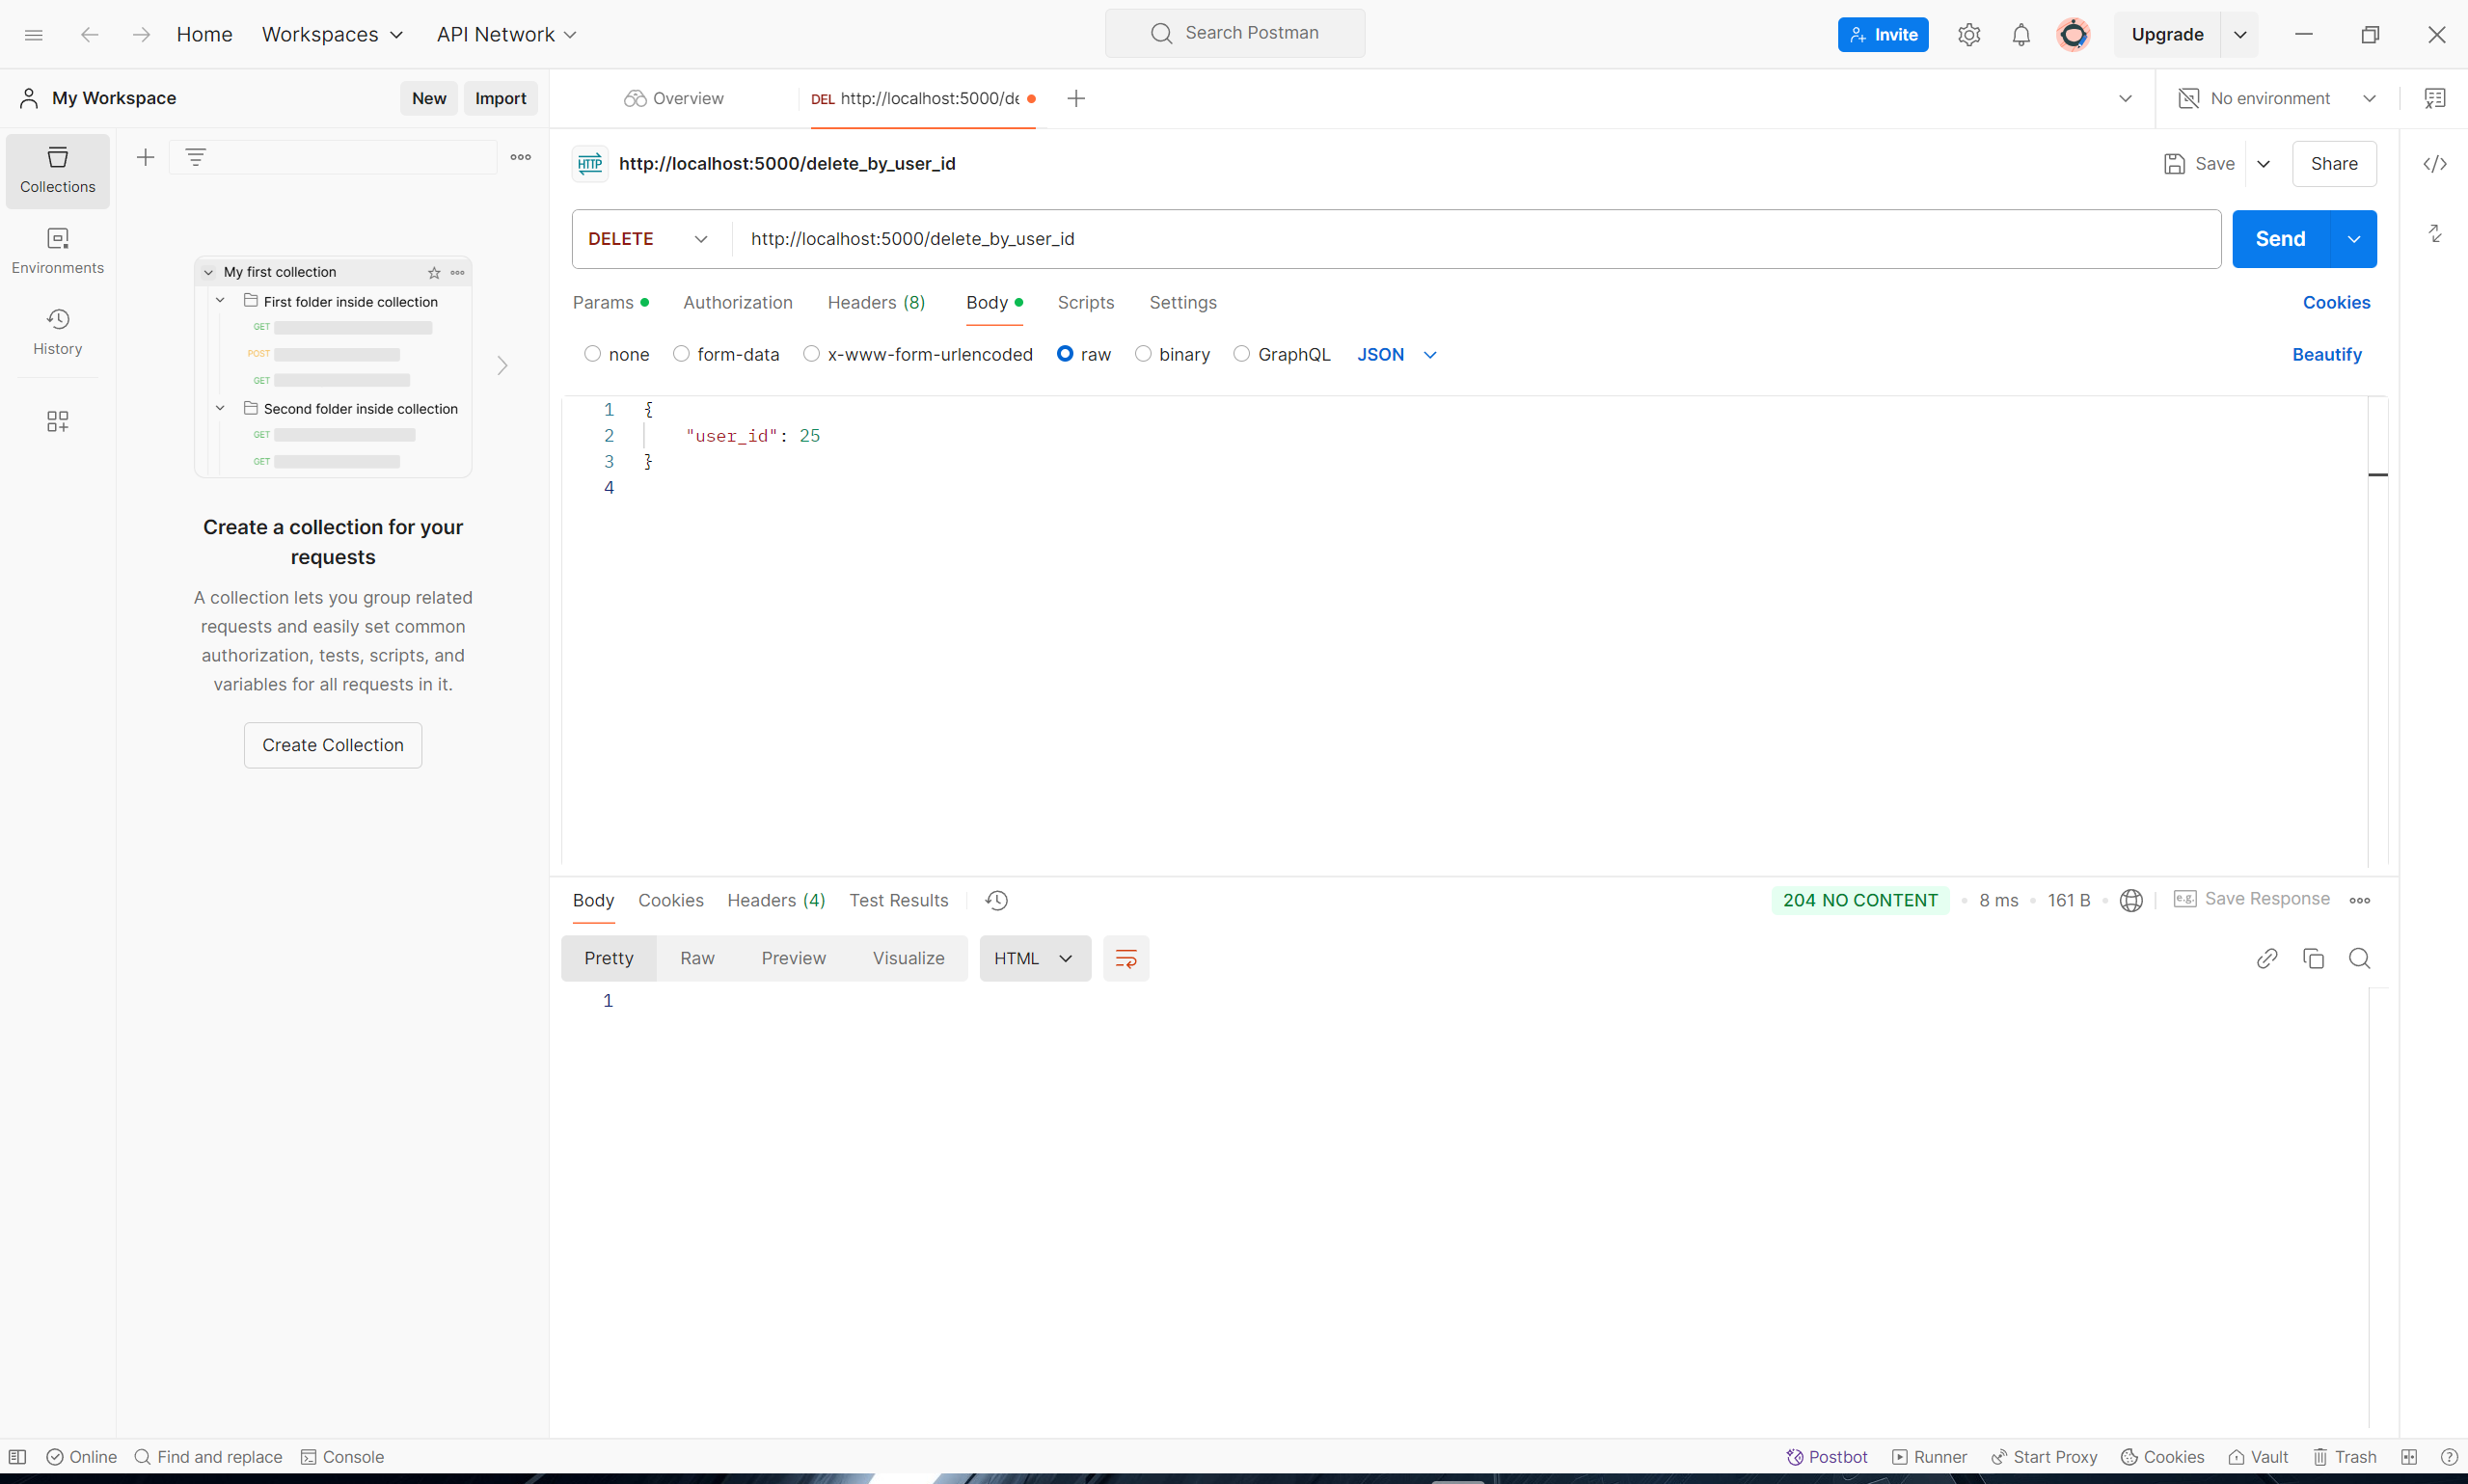 Home
Workspaces
API Network
Search Postman
Invite
Upgrade
My Workspace
New
Import
Overview
DEL http://localhost:5000/de
No environment
Collections
Environments
History
My first collection
First folder inside collection
GET
POST
GET
Second folder inside collection
GET
GET
Create a collection for your
requests
A collection lets you group related
requests and easily set common
authorization, tests, scripts, and
variables for all requests in it.
Create Collection
HTTP http://localhost:5000/delete_by_user_id
Save
Share
DELETE
http://localhost:5000/delete_by_user_id
Send
Params
Authorization
Headers (8)
Body
Scripts
Settings
Cookies
none
form-data
x-www-form-urlencoded
raw
binary
GraphQL
JSON
Beautify
1 {
2 "user_id": 25
3 }
4
Body
Cookies
Headers (4)
Test Results
204 NO CONTENT
8 ms
161 B
e.g. Save Response
Pretty
Raw
Preview
Visualize
HTML
1
Online
Find and replace
Console
Postbot
Runner
Start Proxy
Cookies
Vault
Trash